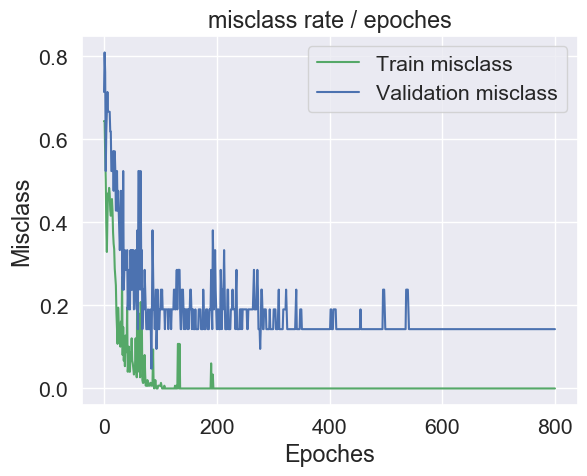 misclass rate / epoches
Train misclass
Validation misclass
0.8
0.6
0.4
0.2
0.0
Misclass
0
200
400
600
800
Epoches